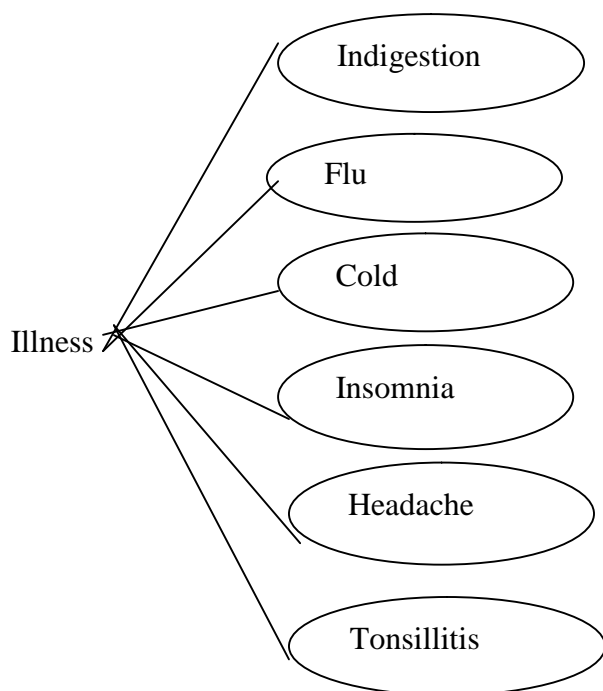 Indigestion
Flu
Cold
Illness
Insomnia
Headache
Tonsillitis